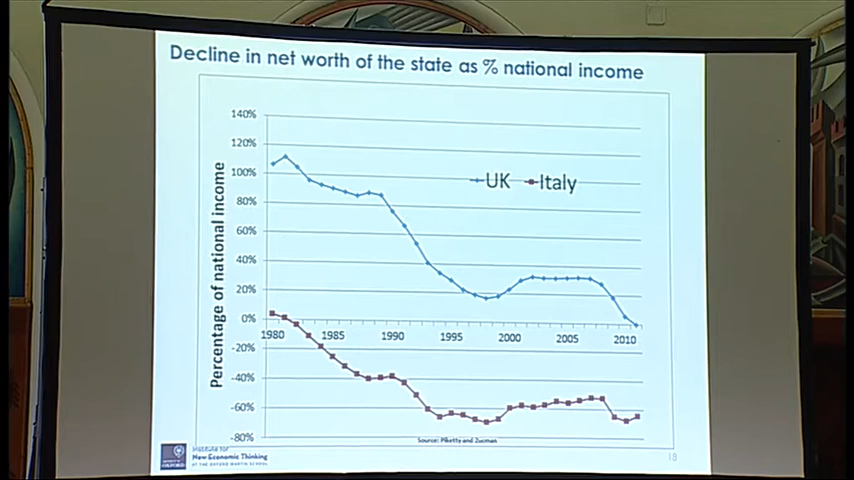 Decline in net worth of the state as % national income
Percentage of national income
140%
120%
100%
80%
60%
40%
20%
0%
-20%
-40%
-60%
-80%
UK
Italy
1980
1985
1990
1995
2000
2005
2010
Source: Piketty and Zucman
Institute for
New Economic Thinking
AT THE OXFORD MARTIN SCHOOL
OXFORD
18